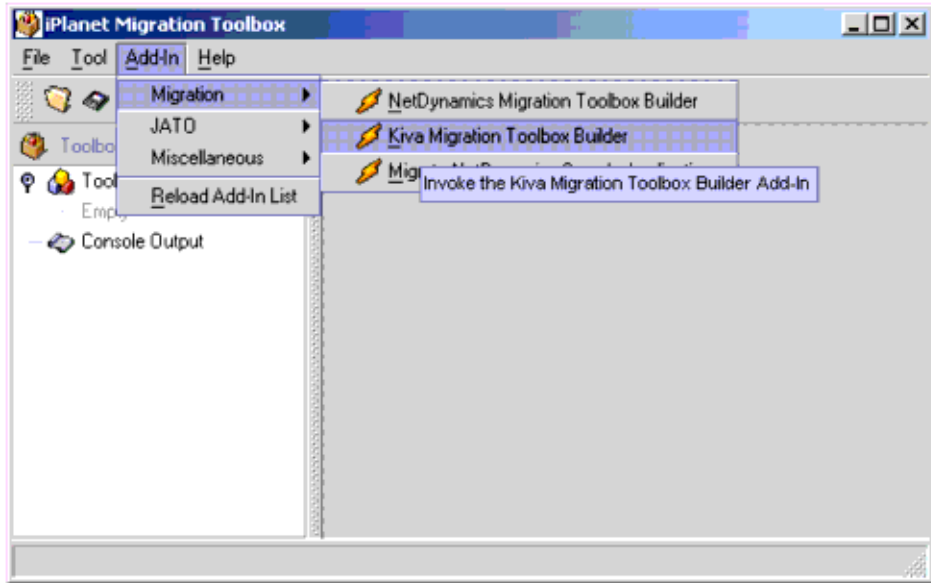 iPlanet Migration Toolbox
File Tool Add-In Help
Migration
JATO
Miscellaneous
Reload Add-In List
NetDynamics Migration Toolbox Builder
Kiva Migration Toolbox Builder
Invoke the Kiva Migration Toolbox Builder Add-In
Console Output